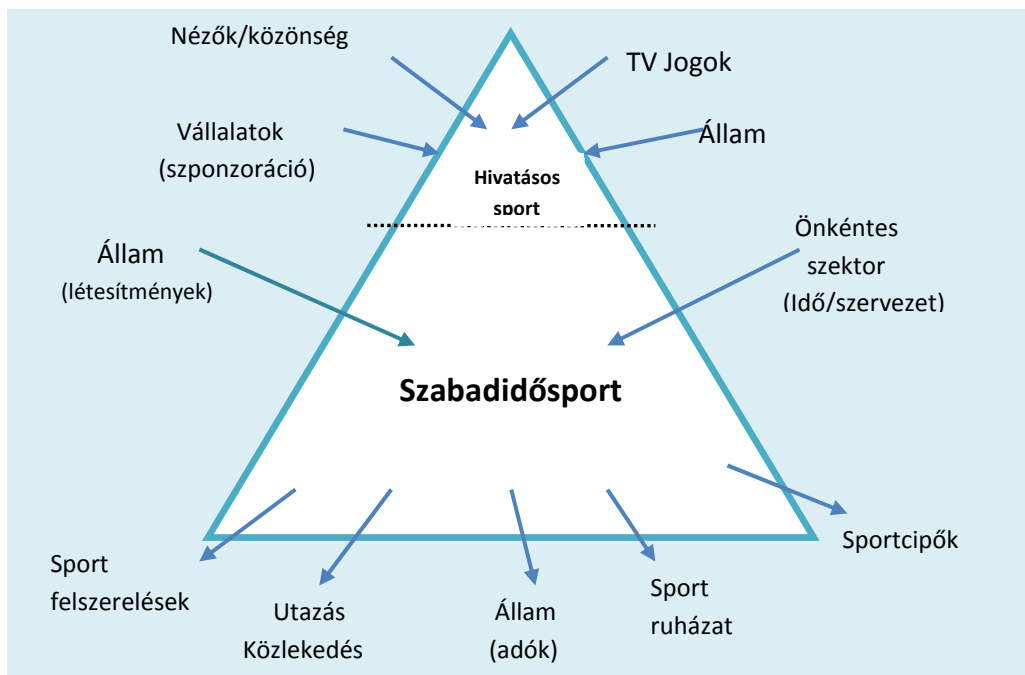 Nézők/közönség
TV Jogok
Vállalatok
(szponzoráció)
Állam
Hivatásos
sport
Állam
(létesítmények)
Önkéntes
szektor
(Idő/szervezet)
Szabadidősport
Sport
felszerelések
Utazás
Közlekedés
Állam
(adók)
Sport
ruházat
Sportcipők